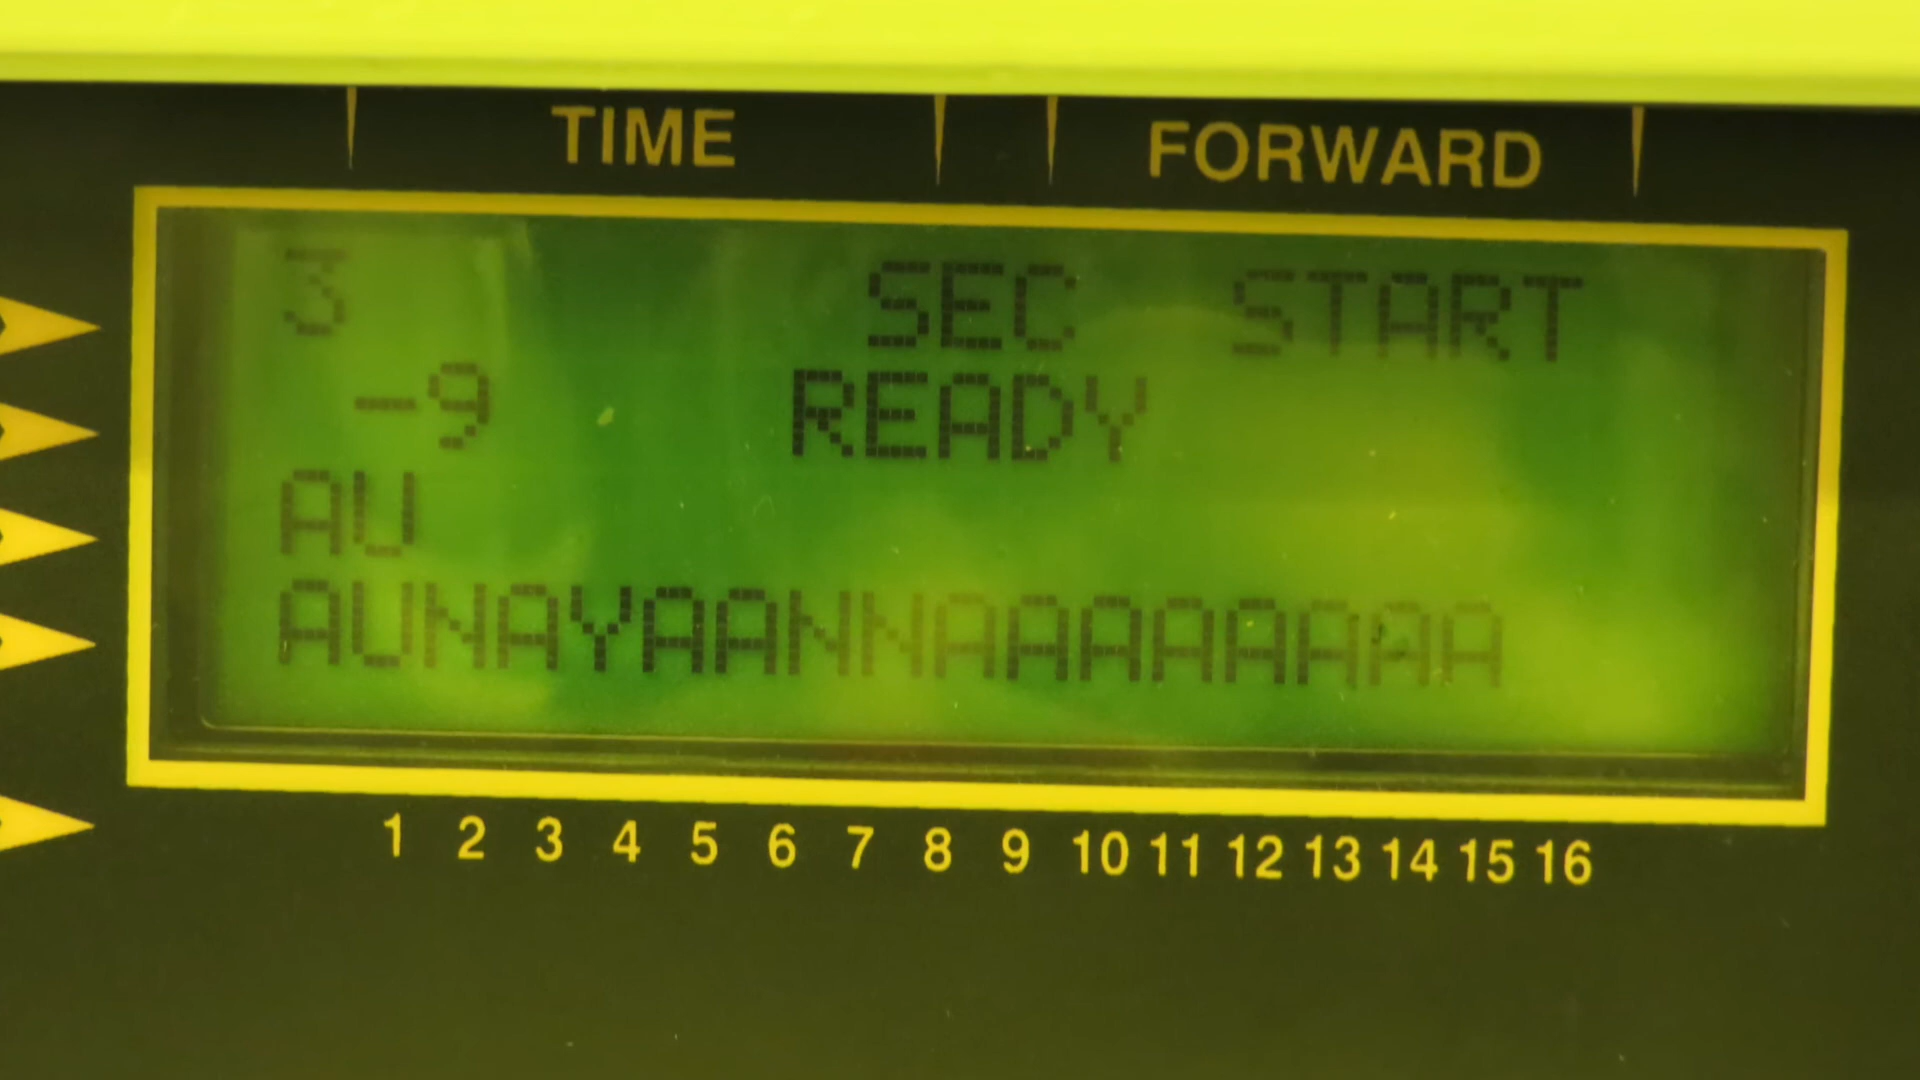 TIME FORWARD
3 SEC START
-9 READY
AU
AUNAYAANNAAAAAAAA
1 2 3 4 5 6 7 8 9 10 11 12 13 14 15 16